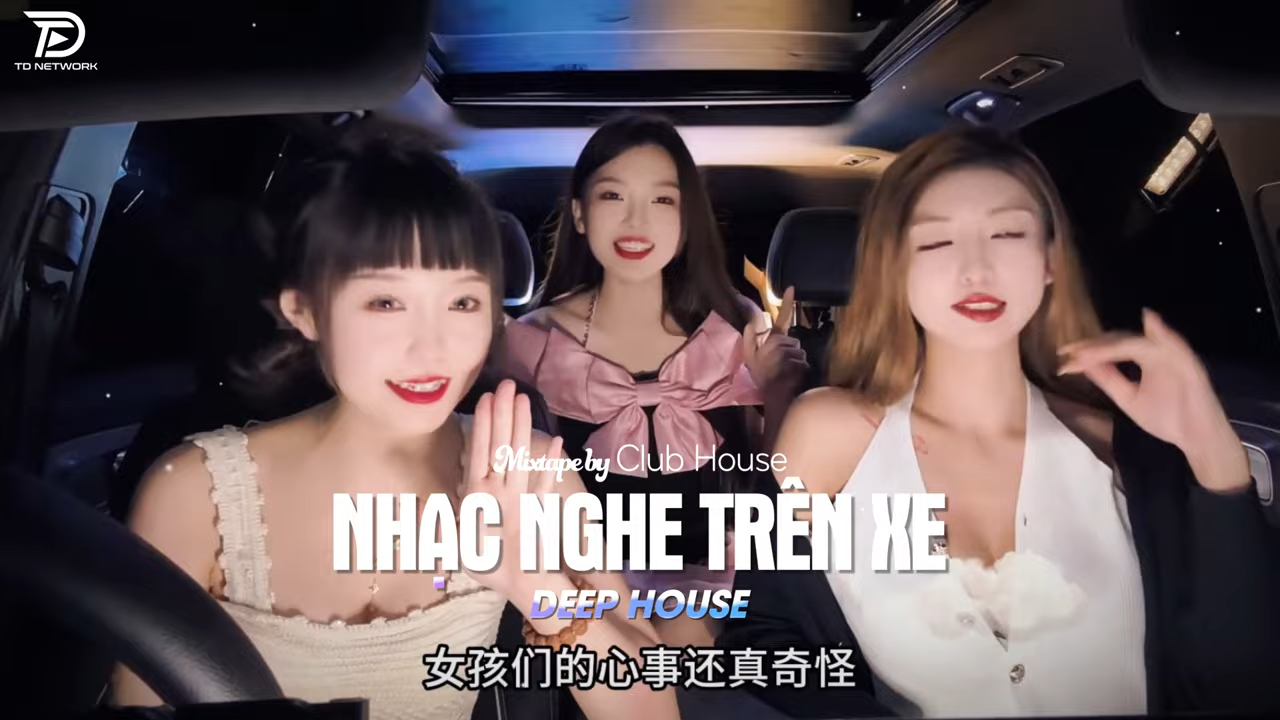 TD NETWORK
Mixtape by Club House
NHẠC NGHE TRÊN XE
DEEP HOUSE
女孩们的心事还真奇怪